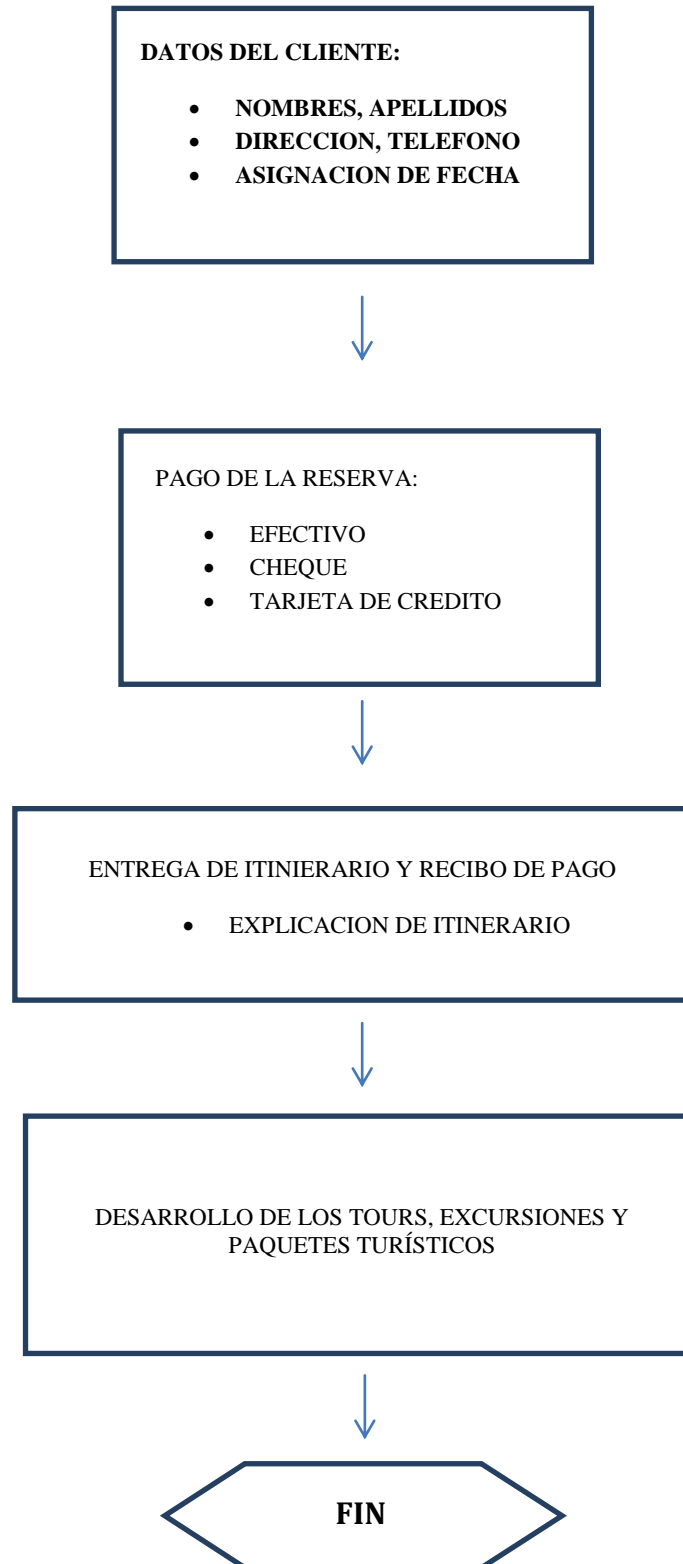 DATOS DEL CLIENTE:
• NOMBRES, APELLIDOS
• DIRECCION, TELEFONO
• ASIGNACION DE FECHA
PAGO DE LA RESERVA:
• EFECTIVO
• CHEQUE
• TARJETA DE CREDITO
ENTREGA DE ITINIERARIO Y RECIBO DE PAGO
• EXPLICACION DE ITINERARIO
DESARROLLO DE LOS TOURS, EXCURSIONES Y
PAQUETES TURÍSTICOS
FIN